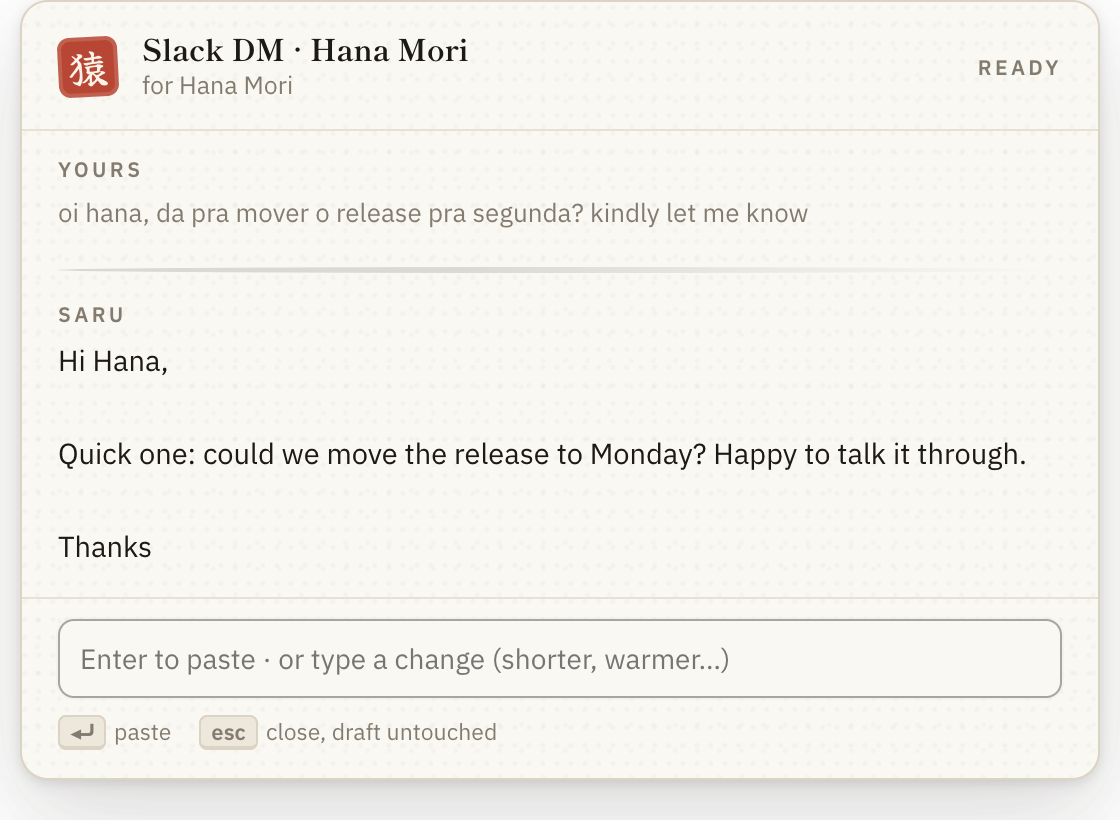 猿
Slack DM · Hana Mori
for Hana Mori
READY
YOURS
oi hana, da pra mover o release pra segunda? kindly let me know
SARU
Hi Hana,
Quick one: could we move the release to Monday? Happy to talk it through.
Thanks
Enter to paste · or type a change (shorter, warmer...)
paste
esc close, draft untouched